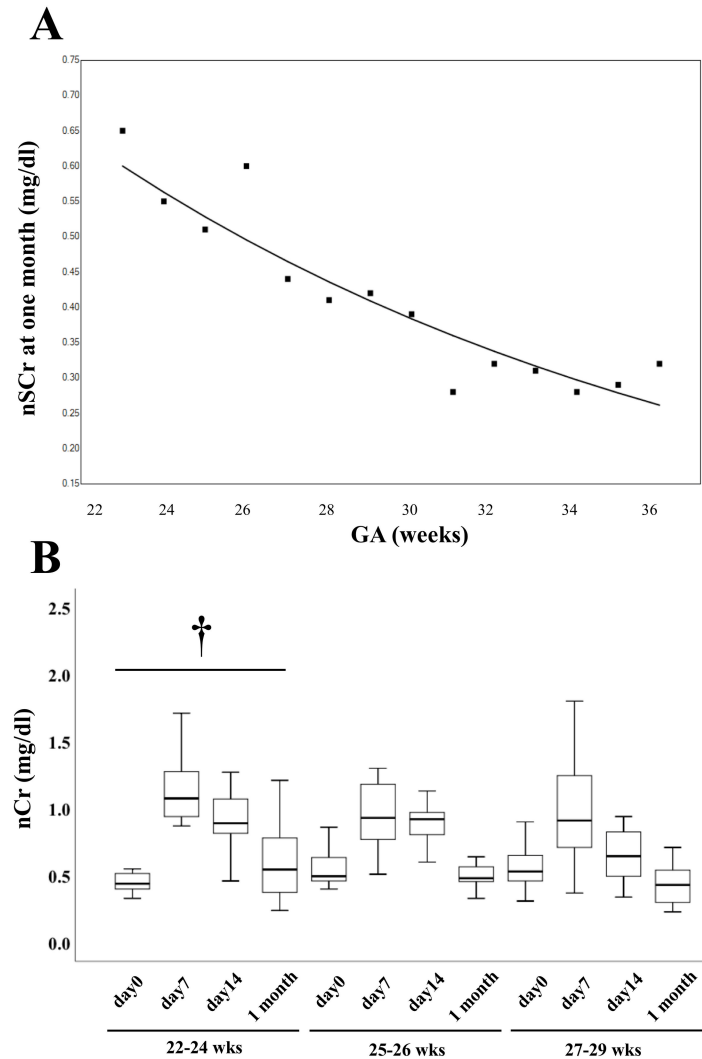 A
nSCr at one month (mg/dl)
0.75
0.70
0.65
0.60
0.55
0.50
0.45
0.40
0.35
0.30
0.25
0.20
0.15
22 24 26 28 30 32 34 36
GA (weeks)
B
nCr (mg/dl)
2.5
2.0
1.5
1.0
0.5
0.0
†
day0 day7 day14 1 month day0 day7 day14 1 month day0 day7 day14 1 month
22-24 wks 25-26 wks 27-29 wks